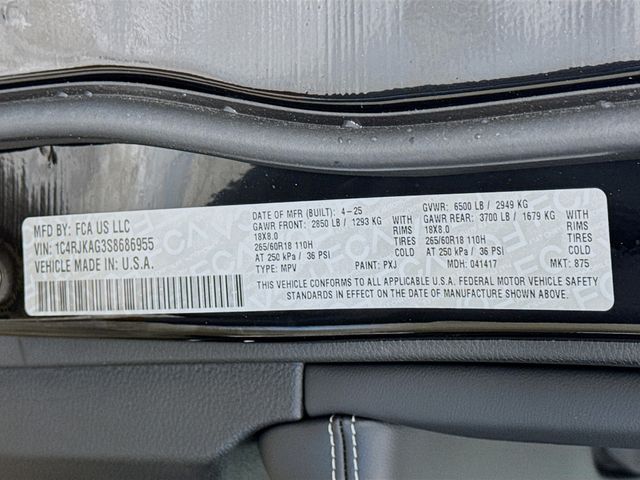 MFD BY: FCA US LLC
VIN: 1C4RJKAG3S8686955
VEHICLE MADE IN: U.S.A.
DATE OF MFR (BUILT): 4-25 GVWR: 6500 LB / 2949 KG
GAWR FRONT: 2850 LB / 1293 KG WITH GAWR REAR: 3700 LB / 1679 KG WITH
18X8.0 RIMS 18X8.0 RIMS
265/60R18 110H TIRES 265/60R18 110H TIRES
AT 250 kPa / 36 PSI COLD AT 250 kPa / 36 PSI COLD
TYPE: MPV PAINT: PXJ MDH: 041417 MKT: 875
THIS VEHICLE CONFORMS TO ALL APPLICABLE U.S.A. FEDERAL MOTOR VEHICLE SAFETY
STANDARDS IN EFFECT ON THE DATE OF MANUFACTURE SHOWN ABOVE.